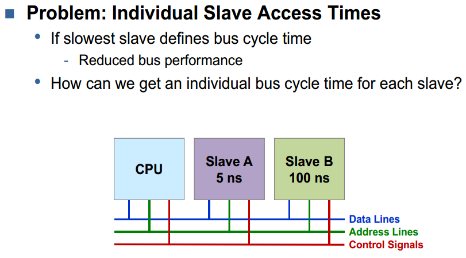 Problem: Individual Slave Access Times
• If slowest slave defines bus cycle time
- Reduced bus performance
• How can we get an individual bus cycle time for each slave?
CPU
Slave A
5 ns
Slave B
100 ns
Data Lines
Address Lines
Control Signals